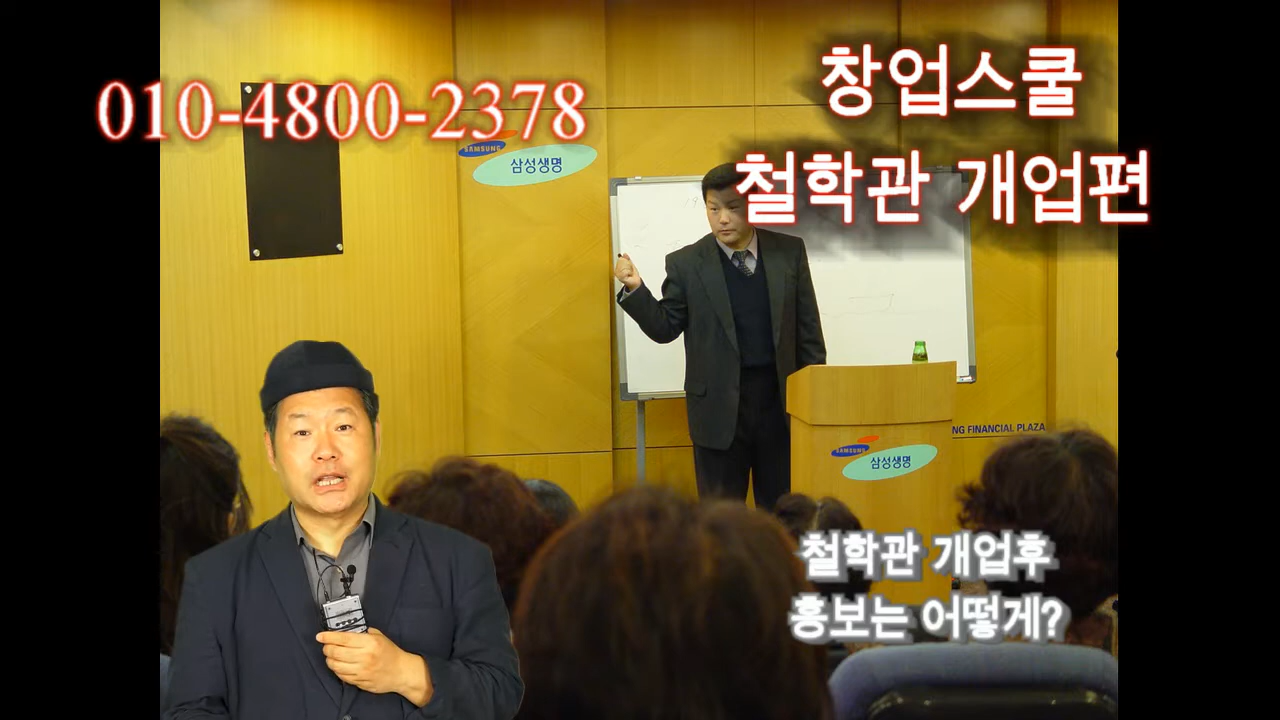 010-4800-2378
창업스쿨
철학관 개업편
SAMSUNG
삼성생명
19
NG FINANCIAL PLAZA
SAMSUNG
삼성생명
철학관 개업후
홍보는 어떻게?